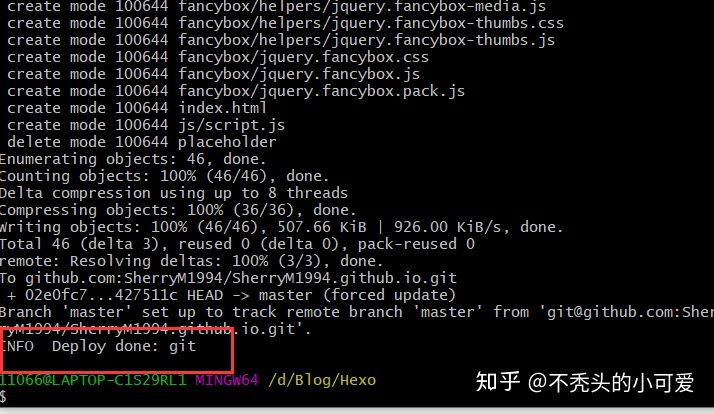 create mode 100644 fancybox/helpers/jquery.fancybox-media.js
create mode 100644 fancybox/helpers/jquery.fancybox-thumbs.css
create mode 100644 fancybox/helpers/jquery.fancybox-thumbs.js
create mode 100644 fancybox/jquery.fancybox.css
create mode 100644 fancybox/jquery.fancybox.js
create mode 100644 fancybox/jquery.fancybox.pack.js
create mode 100644 index.html
create mode 100644 js/script.js
delete mode 100644 placeholder
Enumerating objects: 46, done.
Counting objects: 100% (46/46), done.
Delta compression using up to 8 threads
Compressing objects: 100% (36/36), done.
Writing objects: 100% (46/46), 507.66 KiB | 926.00 KiB/s, done.
Total 46 (delta 3), reused 0 (delta 0), pack-reused 0
remote: Resolving deltas: 100% (3/3), done.
To github.com:SherryM1994/SherryM1994.github.io.git
+ 02e0fc7...427511c HEAD -> master (forced update)
Branch 'master' set up to track remote branch 'master' from 'git@github.com:She
ryM1994/SherryM1994.github.io.git'.
INFO  Deploy done: git
11066@LAPTOP-C1S29RL1 MINGW64 /d/Blog/Hexo
$
知乎 @不秃头的小可爱